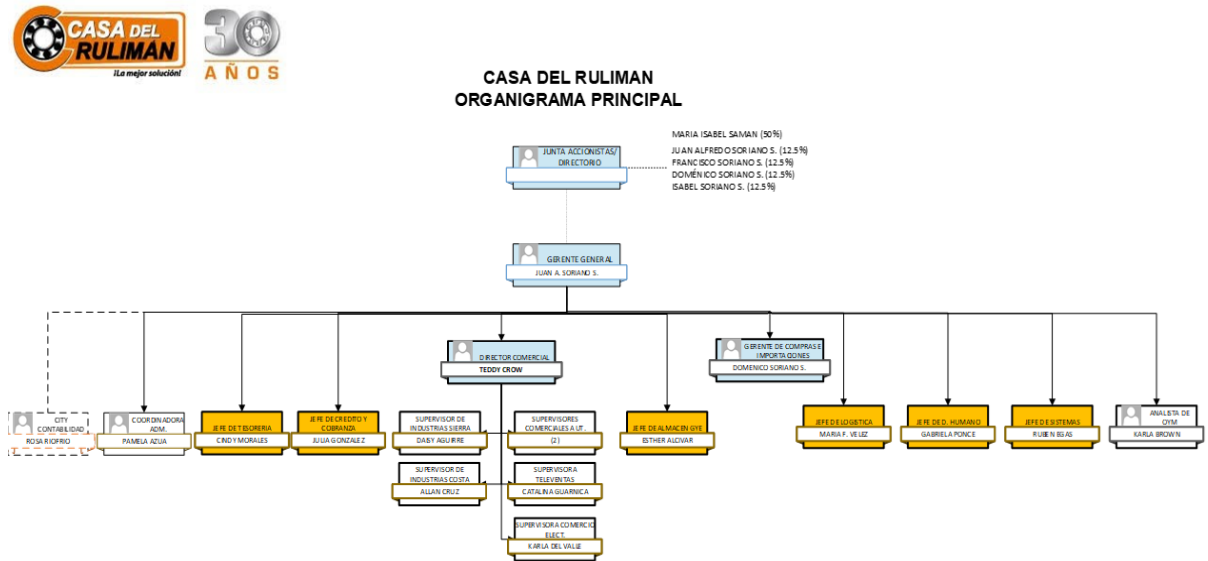 CASA DEL
RULIMAN
¡La mejor solución!
30
AÑOS
CASA DEL RULIMAN
ORGANIGRAMA PRINCIPAL
JUNTA ACCIONISTAS/
DIRECTORIO
MARIA ISABEL SAMAN (50%)
JUAN ALFREDO SORIANO S. (12.5%)
FRANCISCO SORIANO S. (12.5%)
DOMÉNICO SORIANO S. (12.5%)
ISABEL SORIANO S. (12.5%)
GERENTE GENERAL
JUAN A. SORIANO S.
DIRECTOR COMERCIAL
TEDDY CROW
GERENTE DE COMPRAS E
IMPORTACIONES
DOMENICO SORIANO S.
CITY
CONTABILIDAD
ROSA RIOFRIO
COORDINADORA
ADM.
PAMELA AZUA
JEFE DE TESORERIA
CINDY MORALES
JEFE DE CREDITO Y
COBRANZA
JULIA GONZALEZ
SUPERVISOR DE
INDUSTRIAS SIERRA
DAISY AGUIRRE
SUPERVISORES
COMERCIALES AUT.
(2)
JEFE DE ALMACEN GYE
ESTHER ALCIVAR
JEFE DE LOGISTICA
MARIA F. VELEZ
JEFE DE D. HUMANO
GABRIELA PONCE
JEFE DE SISTEMAS
RUBEN EGAS
ANALISTA DE
OYM
KARLA BROWN
SUPERVISOR DE
INDUSTRIAS COSTA
ALLAN CRUZ
SUPERVISORA
TELEVENTAS
CATALINA GUARNICA
SUPERVISORA COMERCIO
ELECT.
KARLA DEL VALLE